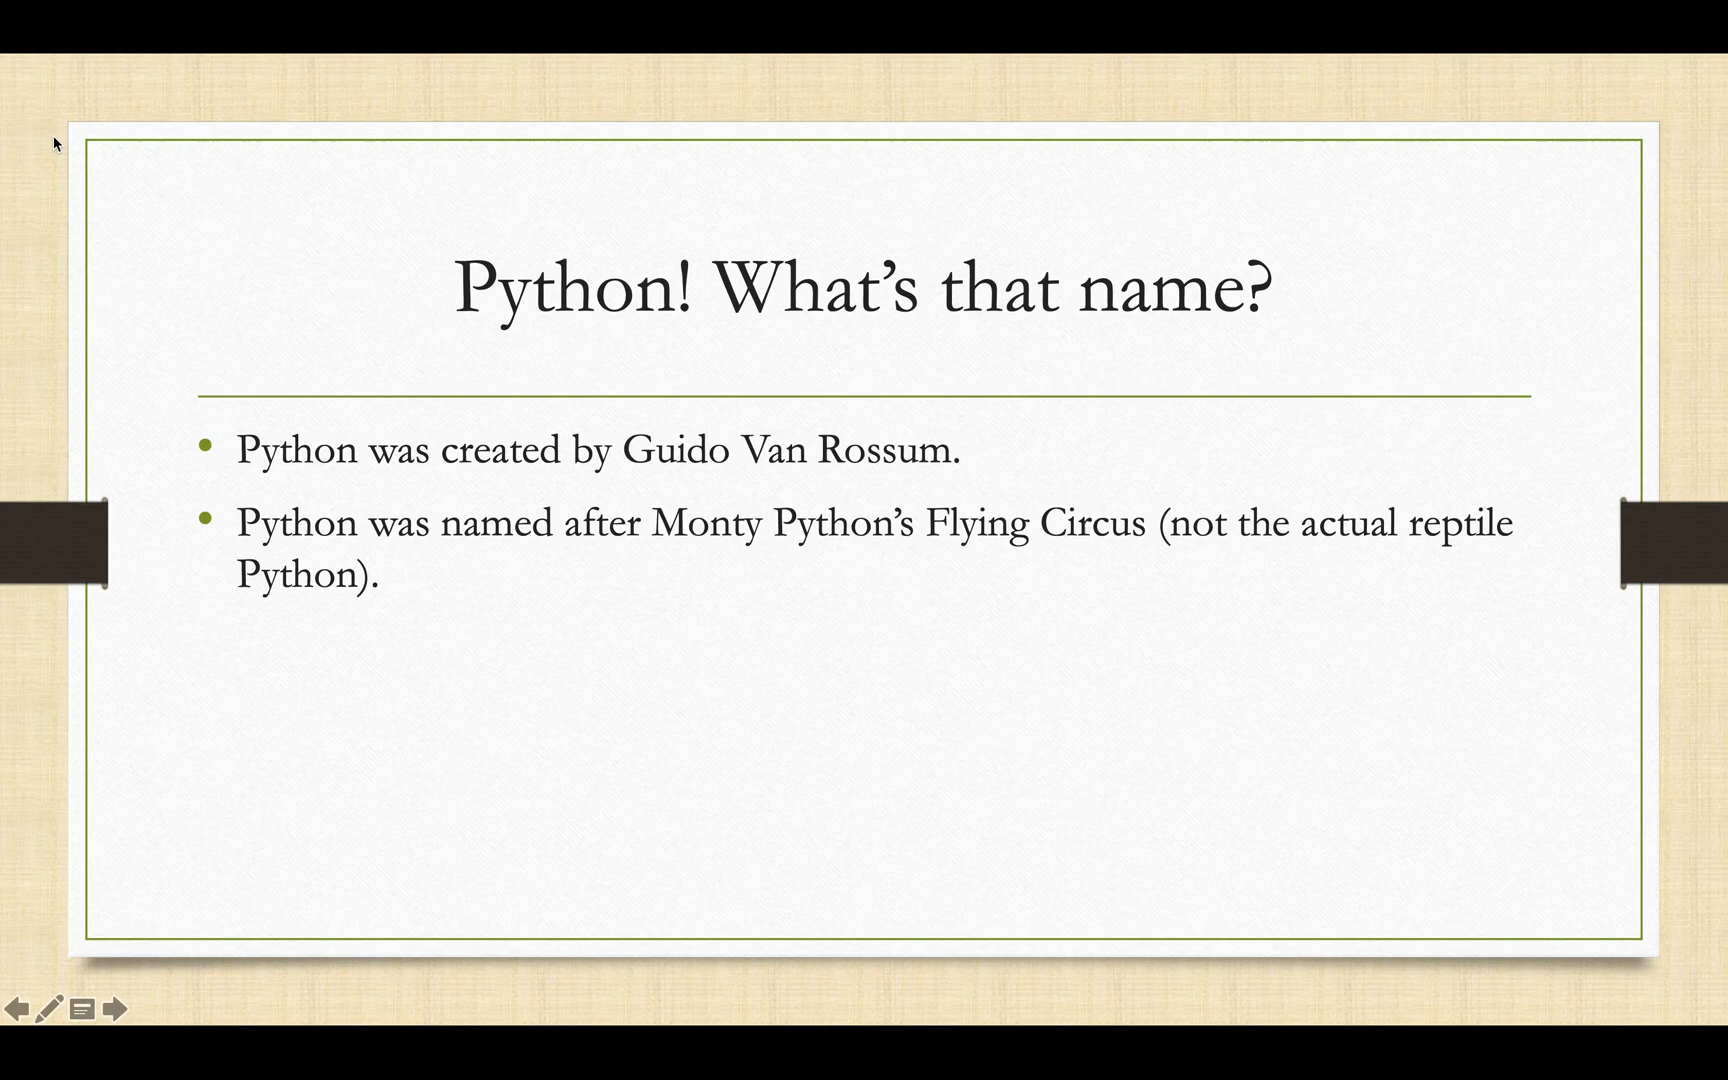 Python! What’s that name?
• Python was created by Guido Van Rossum.
• Python was named after Monty Python’s Flying Circus (not the actual reptile
Python).